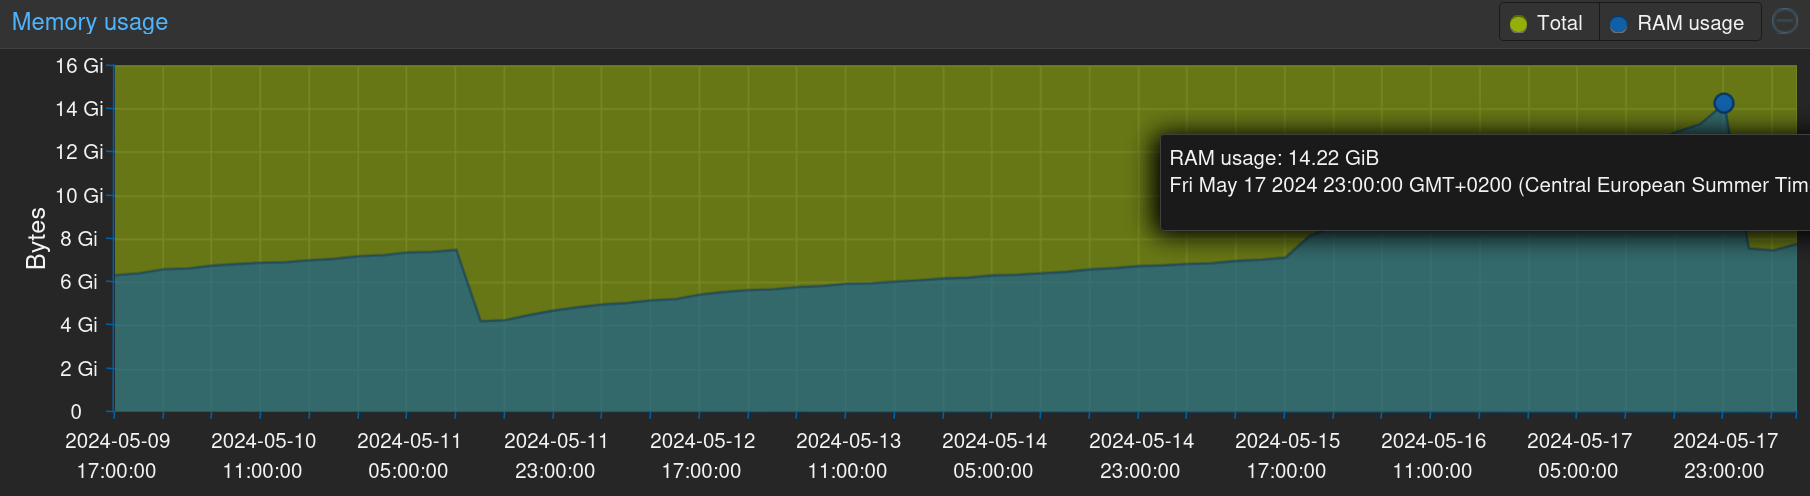 Memory usage
Total
RAM usage
16 Gi
14 Gi
12 Gi
10 Gi
8 Gi
6 Gi
4 Gi
2 Gi
0
Bytes
RAM usage: 14.22 GiB
Fri May 17 2024 23:00:00 GMT+0200 (Central European Summer Tim
2024-05-09 2024-05-10 2024-05-11 2024-05-11 2024-05-12 2024-05-13 2024-05-14 2024-05-14 2024-05-15 2024-05-16 2024-05-17 2024-05-17
17:00:00 11:00:00 05:00:00 23:00:00 17:00:00 11:00:00 05:00:00 23:00:00 17:00:00 11:00:00 05:00:00 23:00:00